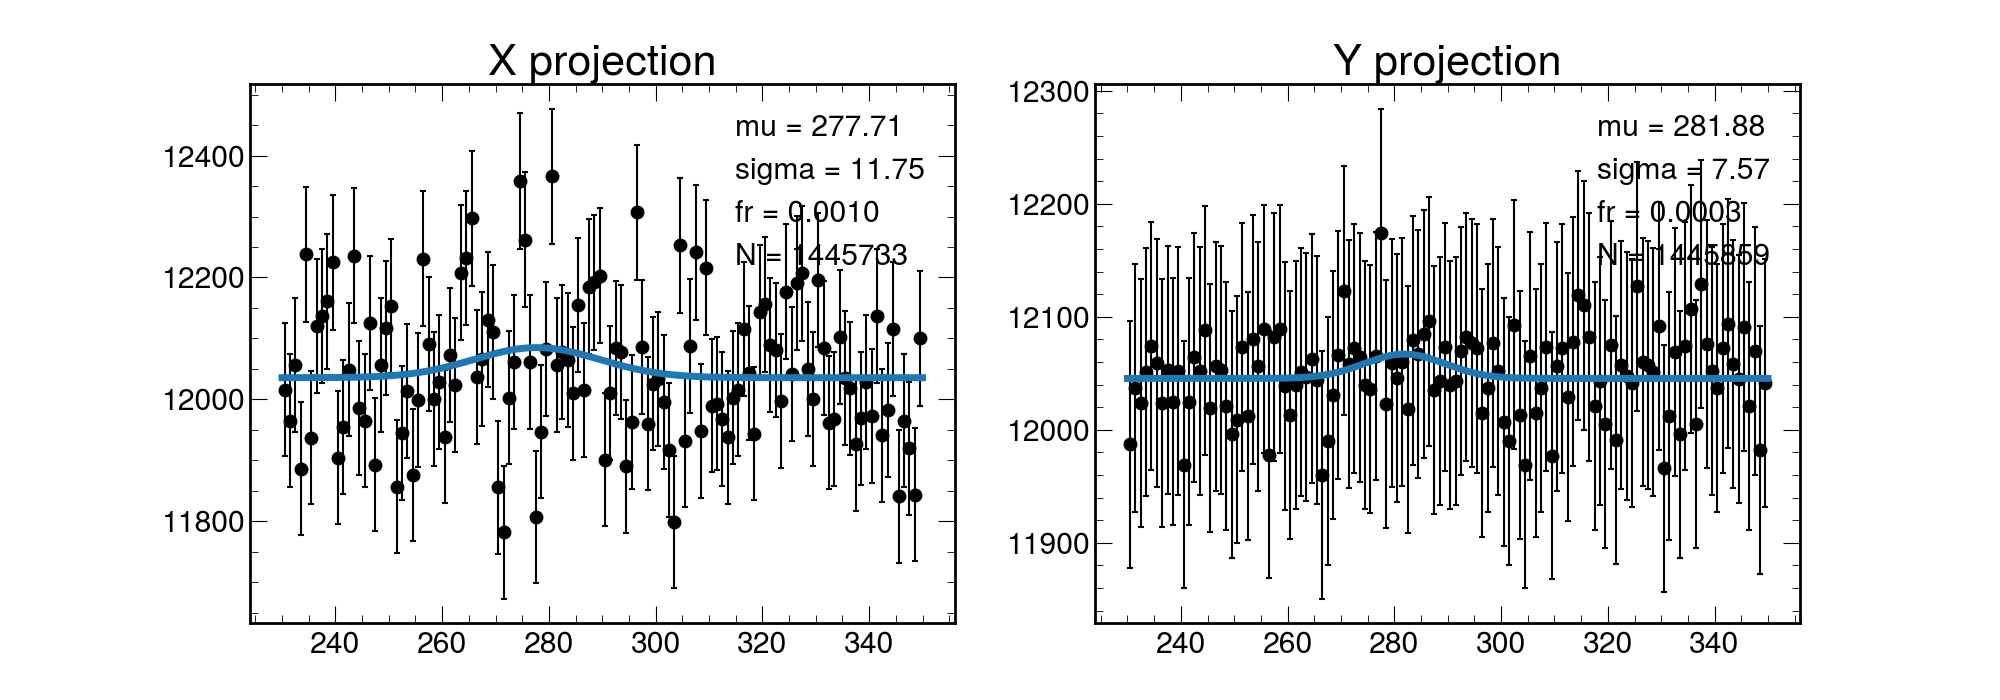 X projection
mu = 277.71
sigma = 11.75
fr = 0.0010
N = 1445733
12400
12200
12000
11800
240 260 280 300 320 340
Y projection
mu = 281.88
sigma = 7.57
fr = 0.0003
N = 1445859
12300
12200
12100
12000
11900
240 260 280 300 320 340